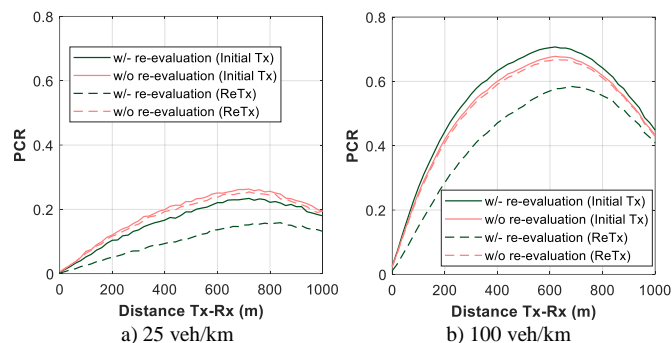 0.8
0.6
0.4
0.2
0
PCR
w/- re-evaluation (Initial Tx)
w/o re-evaluation (Initial Tx)
w/- re-evaluation (ReTx)
w/o re-evaluation (ReTx)
0 200 400 600 800 1000
Distance Tx-Rx (m)
a) 25 veh/km
0.8
0.6
0.4
0.2
0
PCR
w/- re-evaluation (Initial Tx)
w/o re-evaluation (Initial Tx)
w/- re-evaluation (ReTx)
w/o re-evaluation (ReTx)
0 200 400 600 800 1000
Distance Tx-Rx (m)
b) 100 veh/km